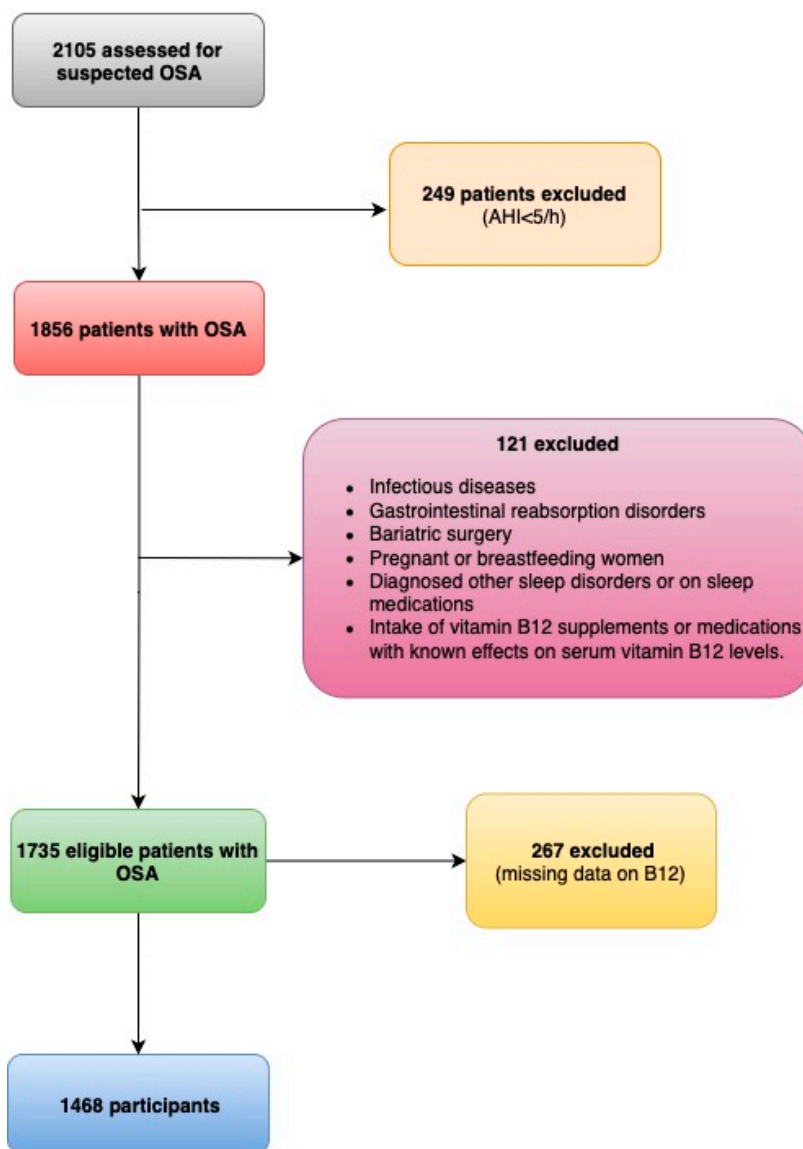 2105 assessed for
suspected OSA
249 patients excluded
(AHI<5/h)
1856 patients with OSA
121 excluded
• Infectious diseases
• Gastrointestinal reabsorption disorders
• Bariatric surgery
• Pregnant or breastfeeding women
• Diagnosed other sleep disorders or on sleep
medications
• Intake of vitamin B12 supplements or medications
with known effects on serum vitamin B12 levels.
1735 eligible patients with
OSA
267 excluded
(missing data on B12)
1468 participants